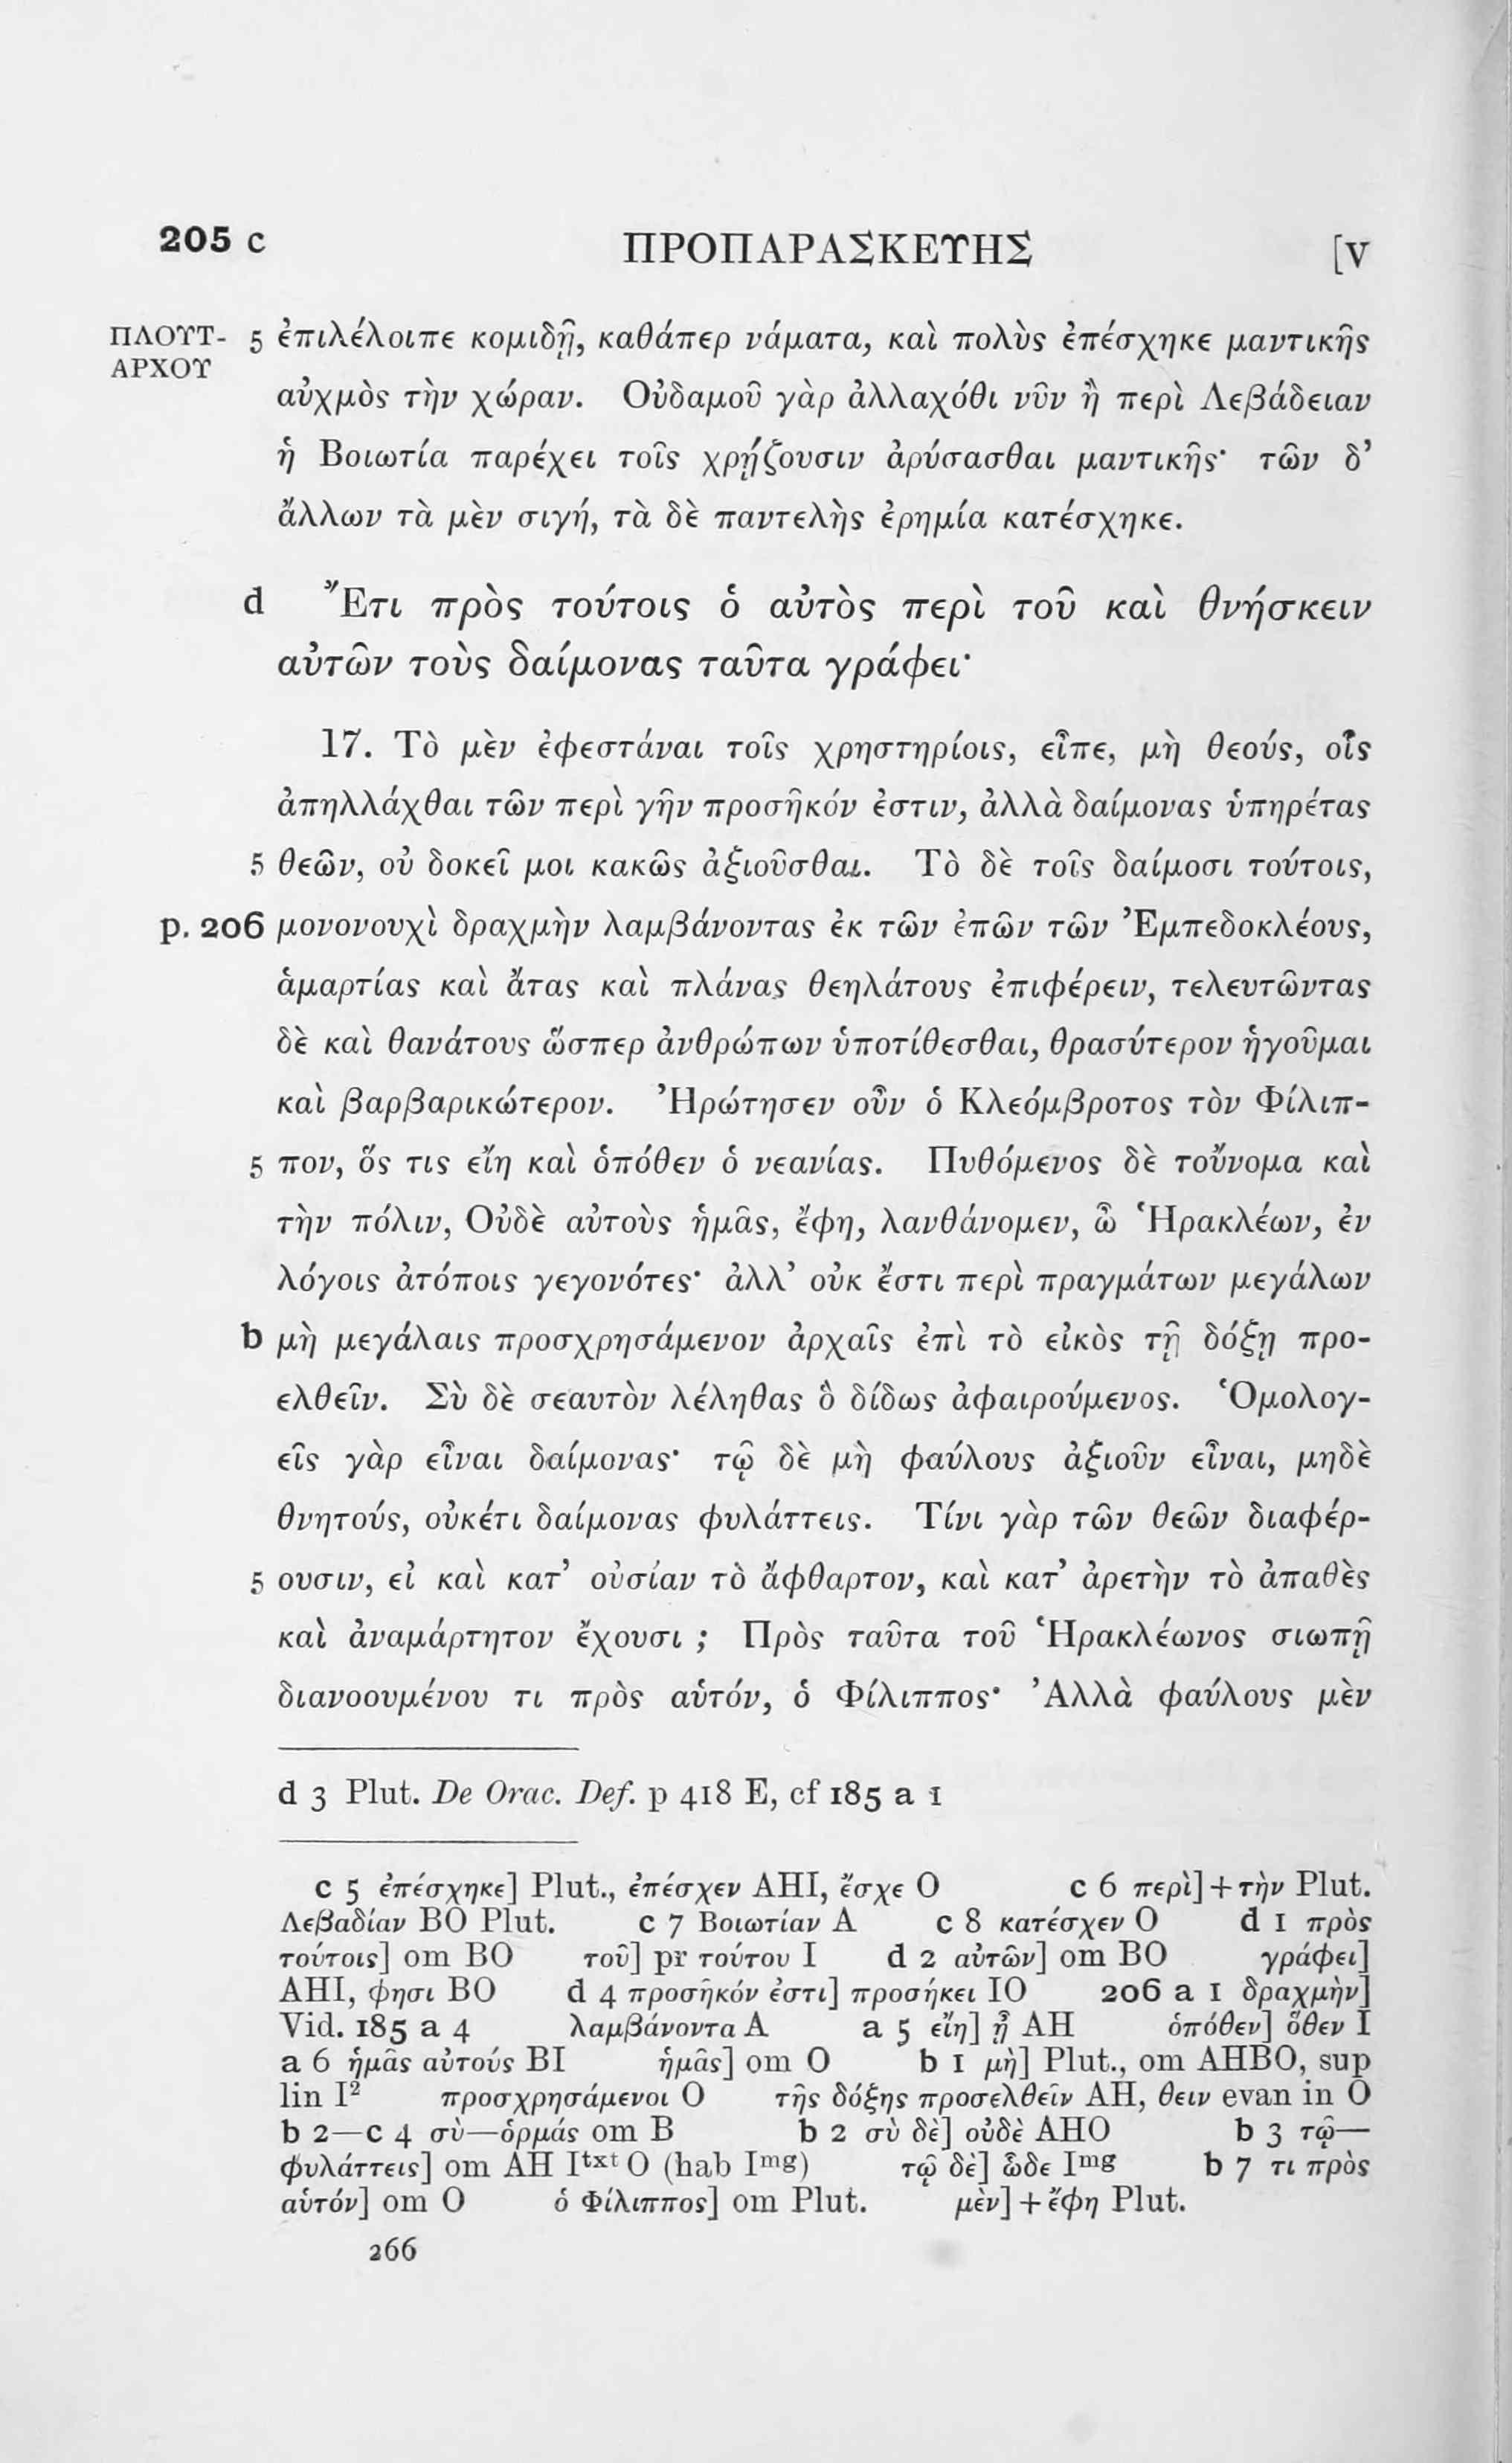 205 c ΠΡΟΠΑΡΑΣΚΕΥΗΣ [V
ΠΛΟΥΤ- 5 ἐπιλέλοιπε κομιδῇ, καθάπερ νάματα, καὶ πολὺς ἐπέσχηκε μαντικῆς
ΑΡΧΟΥ
αὐχμὸς τὴν χώραν. Οὐδαμοῦ γὰρ ἀλλαχόθι νῦν ἢ περὶ Λεβάδειαν
ἡ Βοιωτία παρέχει τοῖς χρῄζουσιν ἀρύσασθαι μαντικῆς· τῶν δ’
ἄλλων τὰ μὲν σιγή, τὰ δὲ παντελὴς ἐρημία κατέσχηκε.
d Ἔτι πρὸς τούτοις ὁ αὐτὸς περὶ τοῦ καὶ θνήσκειν
αὐτῶν τοὺς δαίμονας ταῦτα γράφει·
17. Τὸ μὲν ἐφεστάναι τοῖς χρηστηρίοις, εἶπε, μὴ θεούς, οἷς
ἀπηλλάχθαι τῶν περὶ γῆν προσῆκόν ἐστιν, ἀλλὰ δαίμονας ὑπηρέτας
5 θεῶν, οὐ δοκεῖ μοι κακῶς ἀξιοῦσθαι. Τὸ δὲ τοῖς δαίμοσι τούτοις,
p. 206 μονονουχὶ δραχμὴν λαμβάνοντας ἐκ τῶν ἐπῶν τῶν Ἐμπεδοκλέους,
ἁμαρτίας καὶ ἄτας καὶ πλάνας θεηλάτους ἐπιφέρειν, τελευτῶντας
δὲ καὶ θανάτους ὥσπερ ἀνθρώπων ὑποτίθεσθαι, θρασύτερον ἡγοῦμαι
καὶ βαρβαρικώτερον. Ἠρώτησεν οὖν ὁ Κλεόμβροτος τὸν Φίλιπ-
5 πον, ὅς τις εἴη καὶ ὁπόθεν ὁ νεανίας. Πυθόμενος δὲ τοὔνομα καὶ
τὴν πόλιν, Οὐδὲ αὐτοὺς ἡμᾶς, ἔφη, λανθάνομεν, ὦ Ἡρακλέων, ἐν
λόγοις ἀτόποις γεγονότες· ἀλλ’ οὐκ ἔστι περὶ πραγμάτων μεγάλων
b μὴ μεγάλαις προσχρησάμενον ἀρχαῖς ἐπὶ τὸ εἰκὸς τῇ δόξῃ προ-
ελθεῖν. Σὺ δὲ σεαυτὸν λέληθας ὃ δίδως ἀφαιρούμενος. Ὁμολογ-
εῖς γὰρ εἶναι δαίμονας· τῷ δὲ μὴ φαύλους ἀξιοῦν εἶναι, μηδὲ
θνητούς, οὐκέτι δαίμονας φυλάττεις. Τίνι γὰρ τῶν θεῶν διαφέρ-
5 ουσιν, εἰ καὶ κατ’ οὐσίαν τὸ ἄφθαρτον, καὶ κατ’ ἀρετὴν τὸ ἀπαθὲς
καὶ ἀναμάρτητον ἔχουσι ; Πρὸς ταῦτα τοῦ Ἡρακλέωνος σιωπῇ
διανοουμένου τι πρὸς αὑτόν, ὁ Φίλιππος· Ἀλλὰ φαύλους μὲν
d 3 Plut. De Orac. Def. p 418 E, cf 185 a 1
c 5 ἐπέσχηκε] Plut., ἐπέσχεν AHI, ἔσχε O c 6 περὶ] + τὴν Plut.
Λεβαδίαν BO Plut. c 7 Βοιωτίαν A c 8 κατέσχεν O d 1 πρὸς
τούτοις] om BO τοῦ] pr τούτου I d 2 αὐτῶν] om BO γράφει]
AHI, φησι BO d 4 προσῆκόν ἐστι] προσήκει IO 206 a 1 δραχμὴν]
Vid. 185 a 4 λαμβάνοντα A a 5 εἴη] ᾖ AH ὁπόθεν] ὅθεν I
a 6 ἡμᾶς αὐτούς BI ἡμᾶς] om O b 1 μὴ] Plut., om AHBO, sup
lin I² προσχρησάμενοι O τῆς δόξης προσελθεῖν AH, θειν evan in O
b 2—c 4 σὺ—ὁρμάς om B b 2 σὺ δὲ] οὐδὲ AHO b 3 τῷ—
φυλάττεις] om AH Iᵗˣᵗ O (hab Iᵐᵍ) τῷ δὲ] ὧδε Iᵐᵍ b 7 τι πρὸς
αὑτόν] om O ὁ Φίλιππος] om Plut. μὲν] + ἔφη Plut.
266